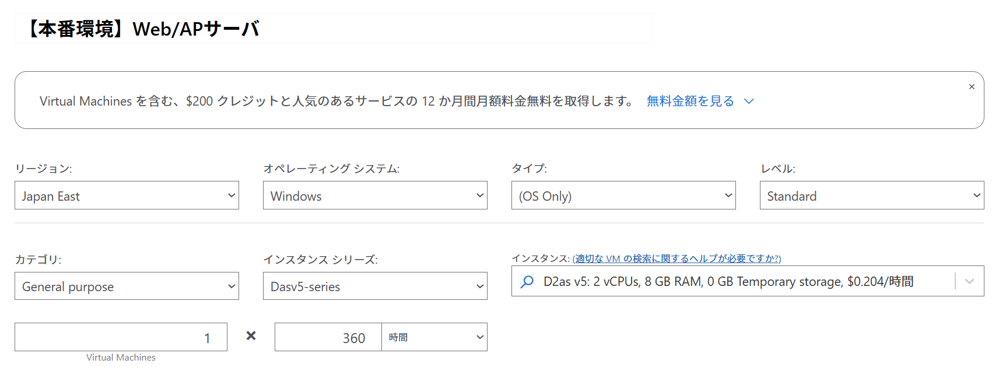 【本番環境】Web/APサーバ
Virtual Machines を含む、$200 クレジットと人気のあるサービスの 12 か月間月額料金無料を取得します。 無料金額を見る
×
リージョン:
Japan East
オペレーティング システム:
Windows
タイプ:
(OS Only)
レベル:
Standard
カテゴリ:
General purpose
インスタンス シリーズ:
Dasv5-series
インスタンス: (適切な VM の検索に関するヘルプが必要ですか?)
D2as v5: 2 vCPUs, 8 GB RAM, 0 GB Temporary storage, $0.204/時間
1 × 360 時間
Virtual Machines